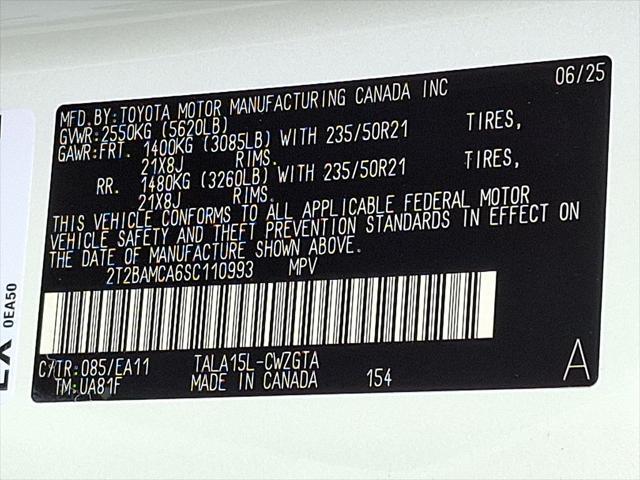 MFD.BY:TOYOTA MOTOR MANUFACTURING CANADA INC 06/25
GVWR:2550KG (5620LB)
GAWR:FRT. 1400KG (3085LB) WITH 235/50R21 TIRES,
21X8J RIMS.
RR. 1480KG (3260LB) WITH 235/50R21 TIRES,
21X8J RIMS.
THIS VEHICLE CONFORMS TO ALL APPLICABLE FEDERAL MOTOR
VEHICLE SAFETY AND THEFT PREVENTION STANDARDS IN EFFECT ON
THE DATE OF MANUFACTURE SHOWN ABOVE.
2T2BAMCA6SC110993 MPV
C/TR:085/EA11 TALA15L-CWZGTA
TM:UA81F MADE IN CANADA 154 A
0EA50